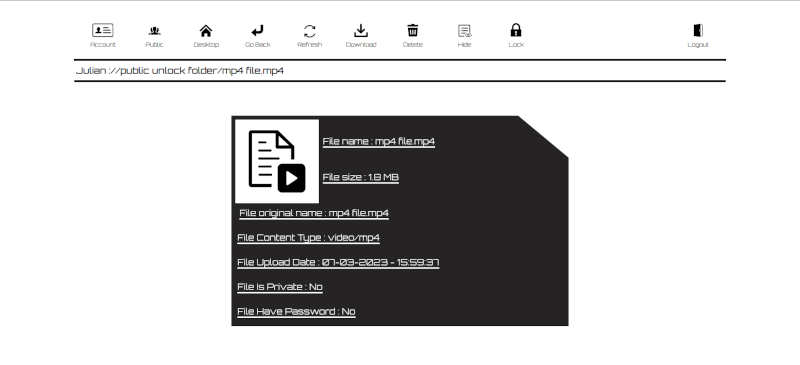 Account Public Desktop Go Back Refresh Download Delete Hide Lock Logout
Julian ://public unlock folder/mp4 file.mp4
File name : mp4 file.mp4
File size : 1.8 MB
File original name : mp4 file.mp4
File Content Type : video/mp4
File Upload Date : 07-03-2023 - 15:59:37
File Is Private : No
File Have Password : No